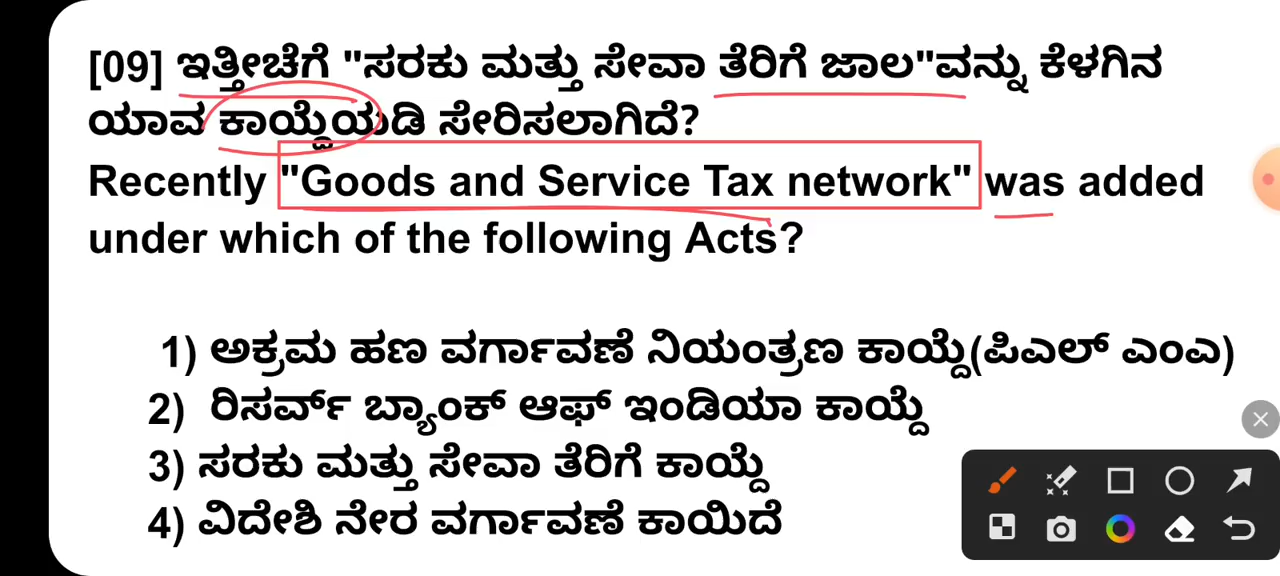 [09] ಇತ್ತೀಚೆಗೆ "ಸರಕು ಮತ್ತು ಸೇವಾ ತೆರಿಗೆ ಜಾಲ"ವನ್ನು ಕೆಳಗಿನ
ಯಾವ ಕಾಯ್ದೆಯಡಿ ಸೇರಿಸಲಾಗಿದೆ?
Recently "Goods and Service Tax network" was added
under which of the following Acts?
1) ಅಕ್ರಮ ಹಣ ವರ್ಗಾವಣೆ ನಿಯಂತ್ರಣ ಕಾಯ್ದೆ(ಪಿಎಲ್ ಎಂಎ)
2) ರಿಸರ್ವ್ ಬ್ಯಾಂಕ್ ಆಫ್ ಇಂಡಿಯಾ ಕಾಯ್ದೆ
3) ಸರಕು ಮತ್ತು ಸೇವಾ ತೆರಿಗೆ ಕಾಯ್ದೆ
4) ವಿದೇಶಿ ನೇರ ವರ್ಗಾವಣೆ ಕಾಯಿದೆ